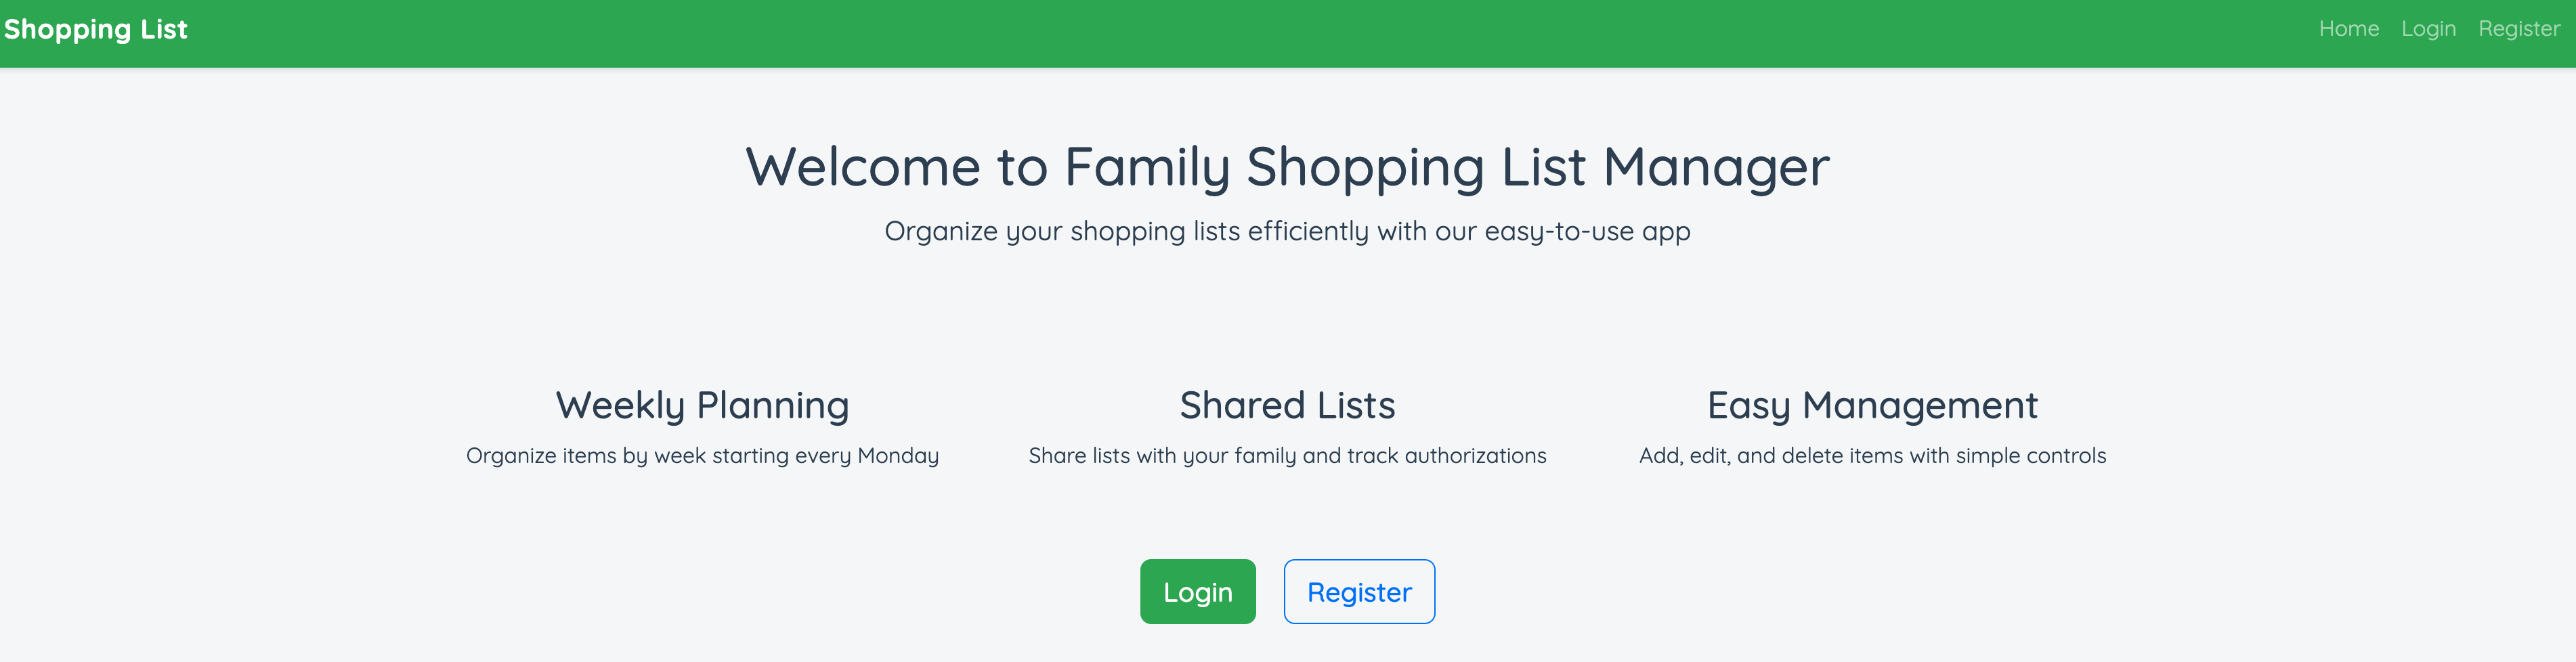 Shopping List
Home Login Register
Welcome to Family Shopping List Manager
Organize your shopping lists efficiently with our easy-to-use app
Weekly Planning
Organize items by week starting every Monday
Shared Lists
Share lists with your family and track authorizations
Easy Management
Add, edit, and delete items with simple controls
Login
Register